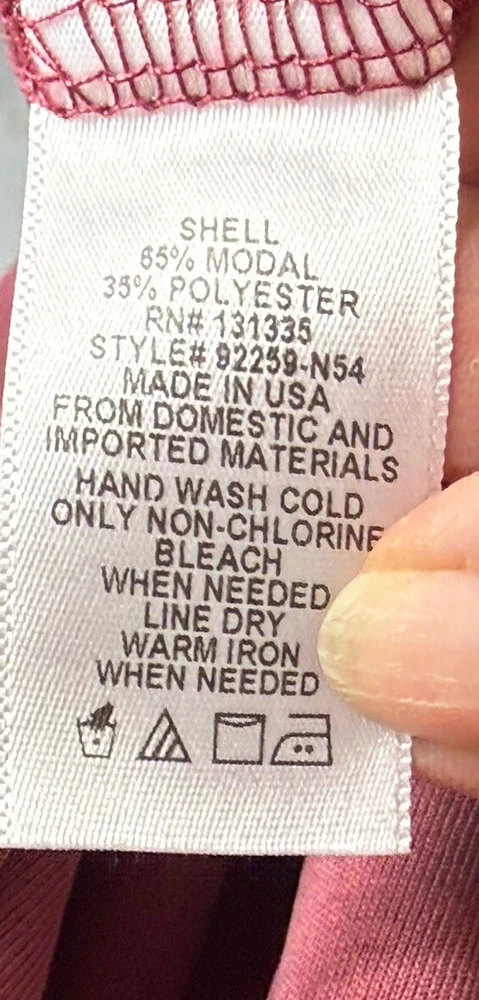 SHELL
65% MODAL
35% POLYESTER
RN# 131335
STYLE# 92259-N54
MADE IN USA
FROM DOMESTIC AND
IMPORTED MATERIALS
HAND WASH COLD
ONLY NON-CHLORINE
BLEACH
WHEN NEEDED
LINE DRY
WARM IRON
WHEN NEEDED